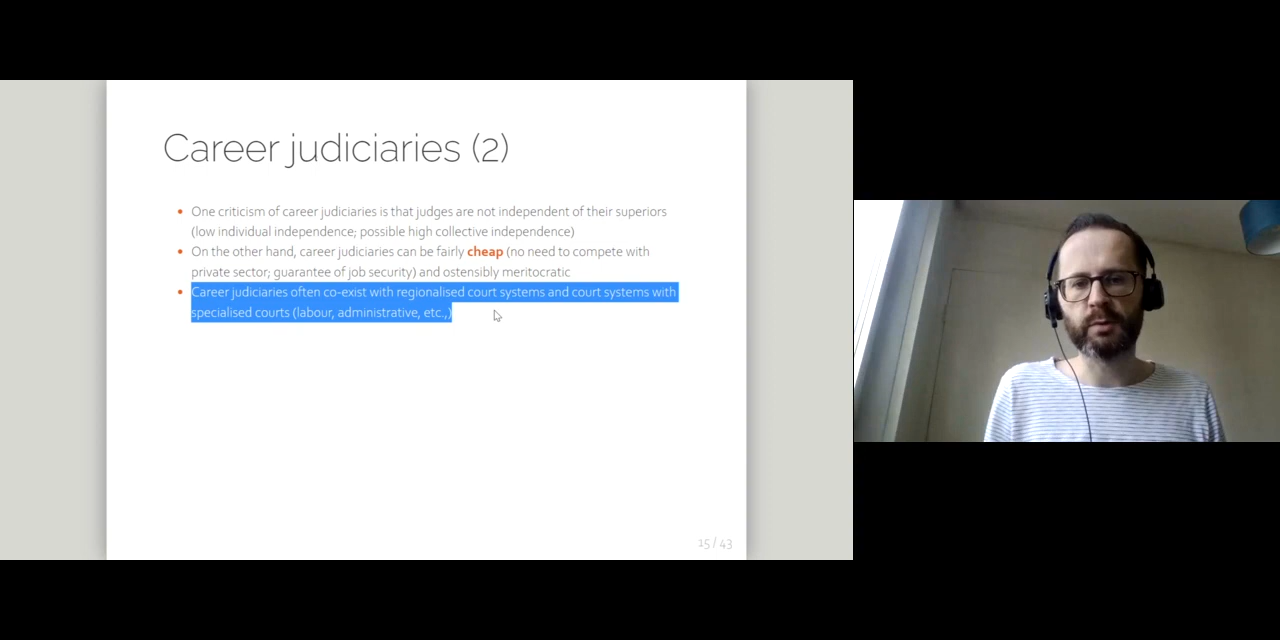 Career judiciaries (2)
• One criticism of career judiciaries is that judges are not independent of their superiors
(low individual independence; possible high collective independence)
• On the other hand, career judiciaries can be fairly cheap (no need to compete with
private sector; guarantee of job security) and ostensibly meritocratic
• Career judiciaries often co-exist with regionalised court systems and court systems with
specialised courts (labour, administrative, etc.,)
15 / 43